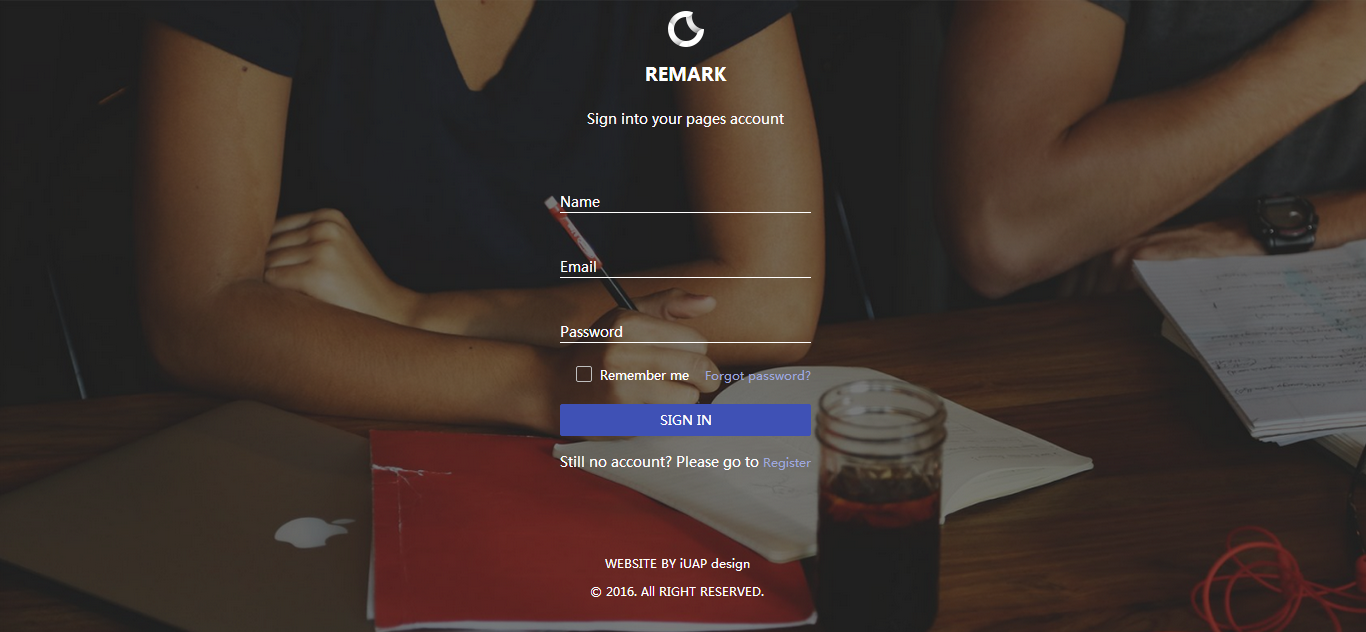 REMARK
Sign into your pages account
Name
Email
Password
Remember me Forgot password?
SIGN IN
Still no account? Please go to Register
WEBSITE BY iUAP design
© 2016. All RIGHT RESERVED.